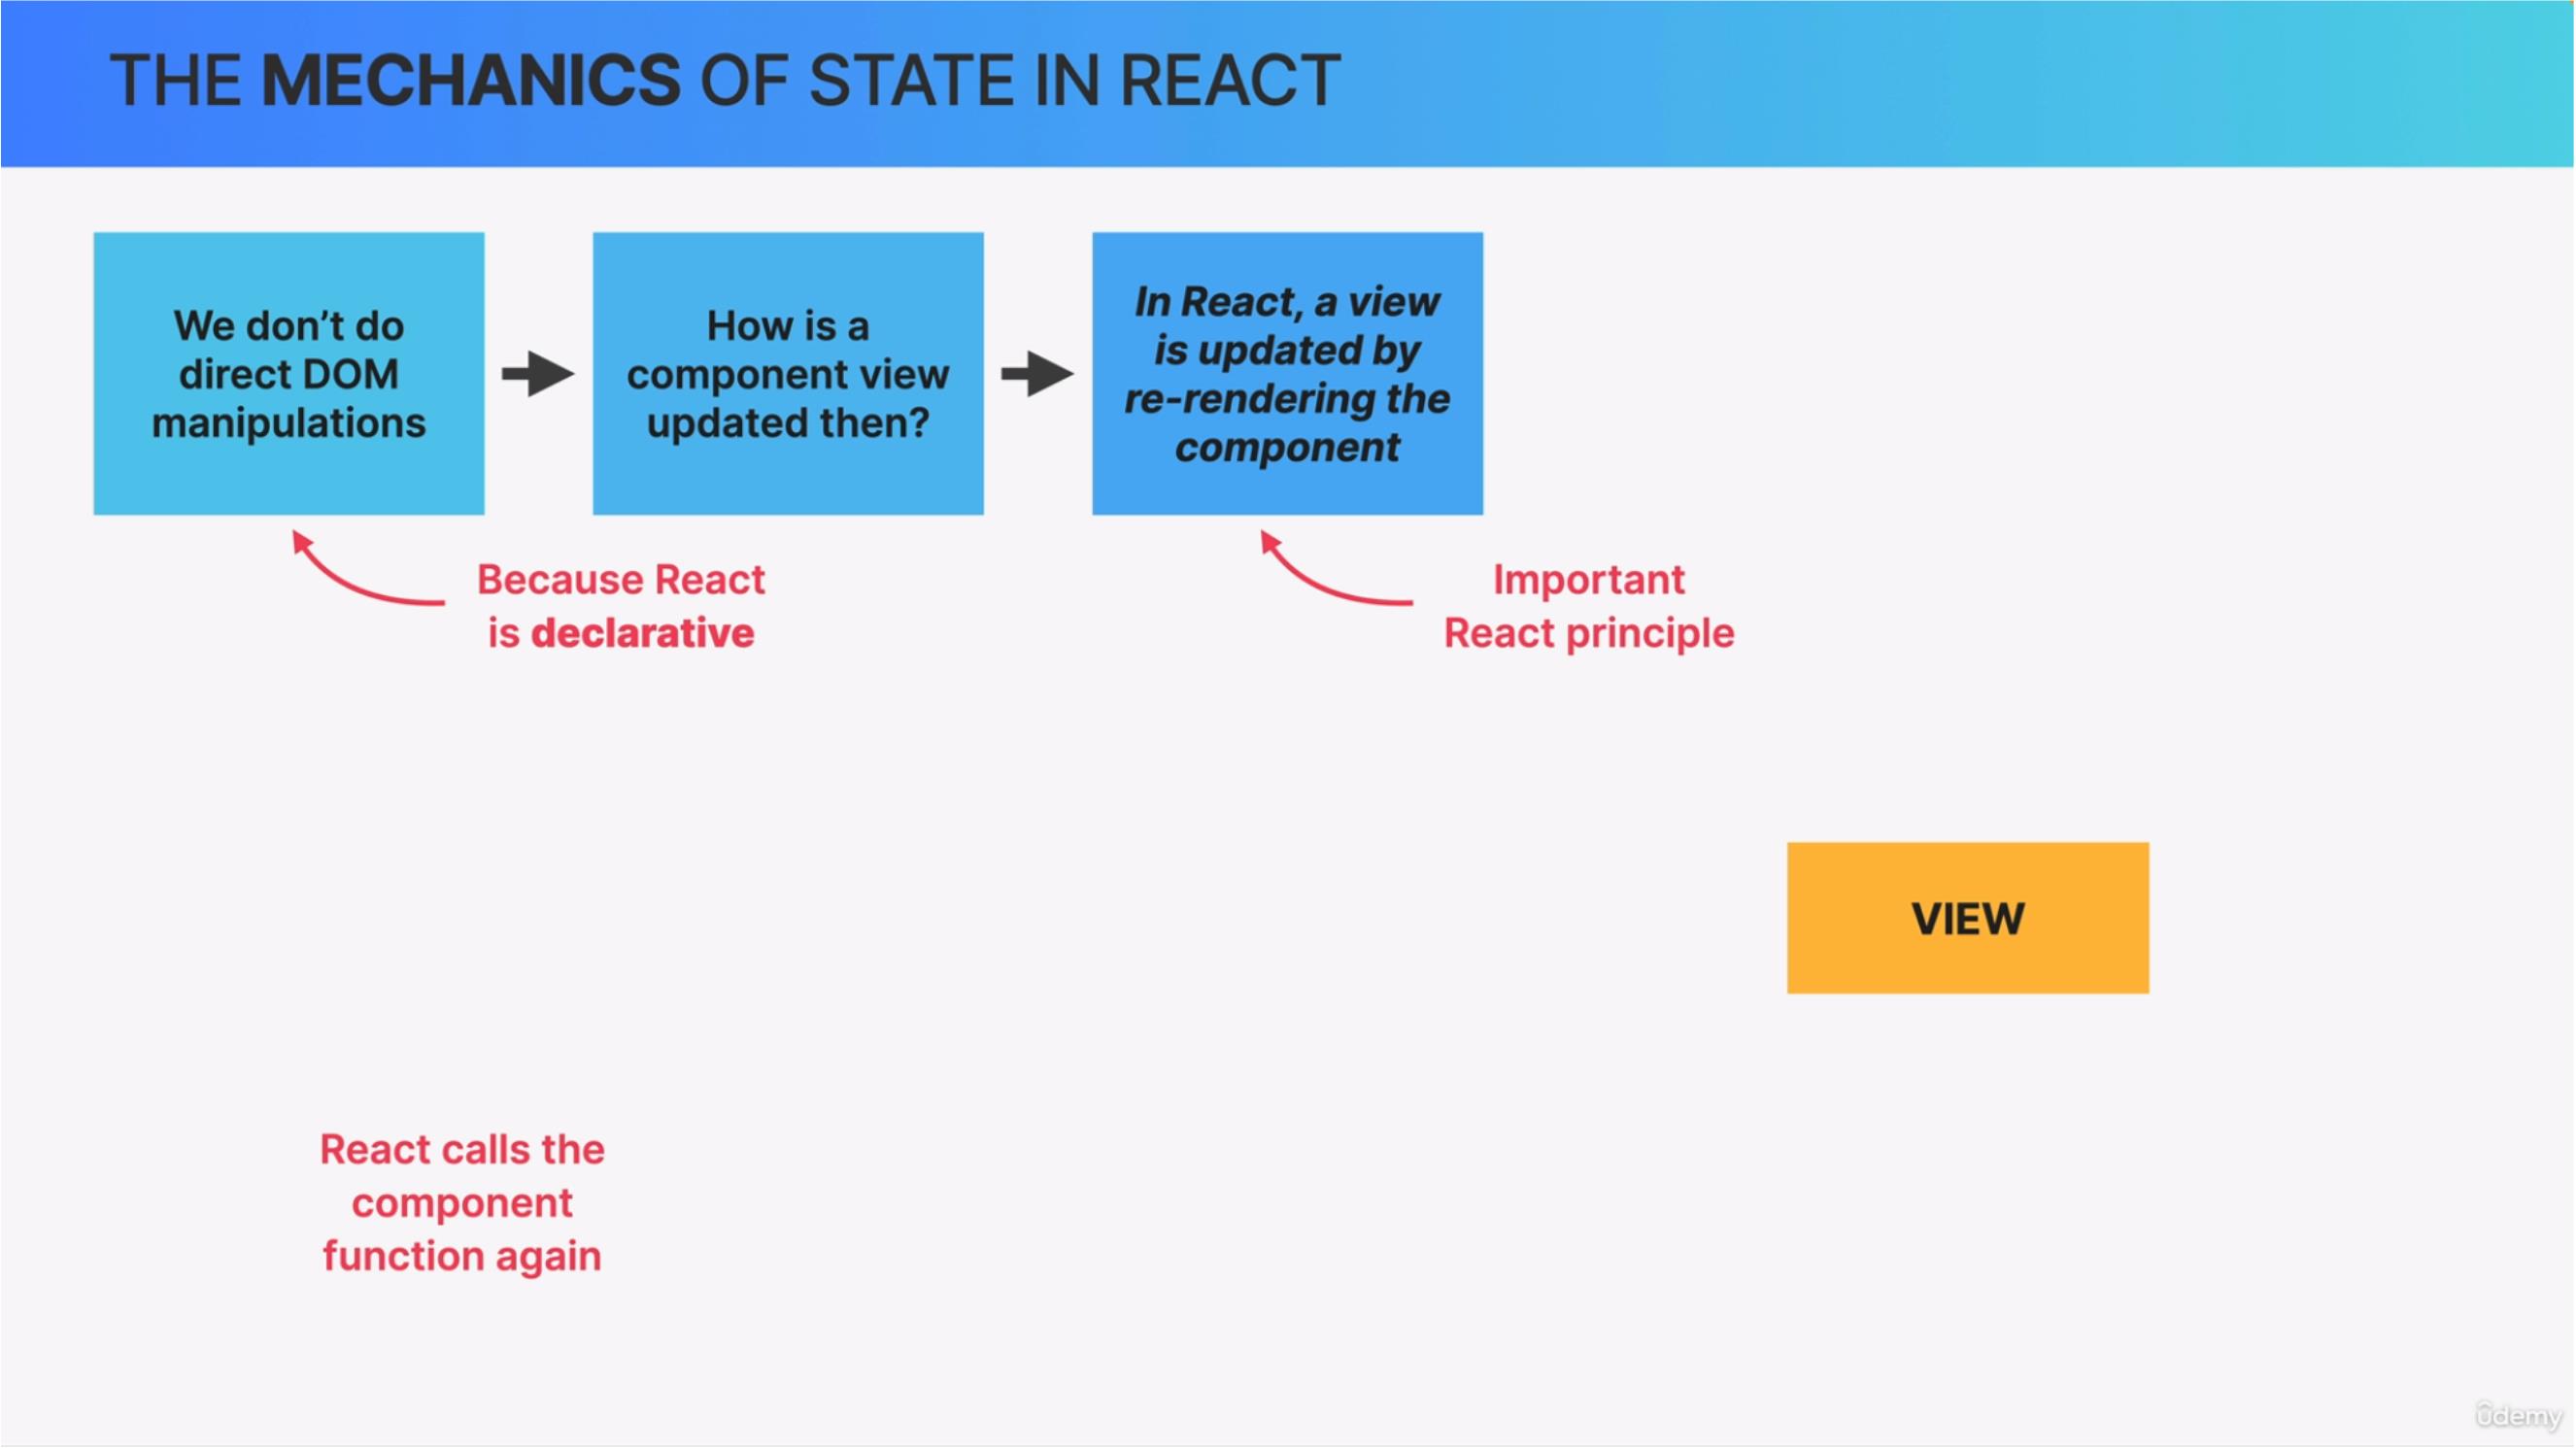 THE MECHANICS OF STATE IN REACT
We don’t do
direct DOM
manipulations
How is a
component view
updated then?
In React, a view
is updated by
re-rendering the
component
Because React
is declarative
Important
React principle
VIEW
React calls the
component
function again
ûdemy